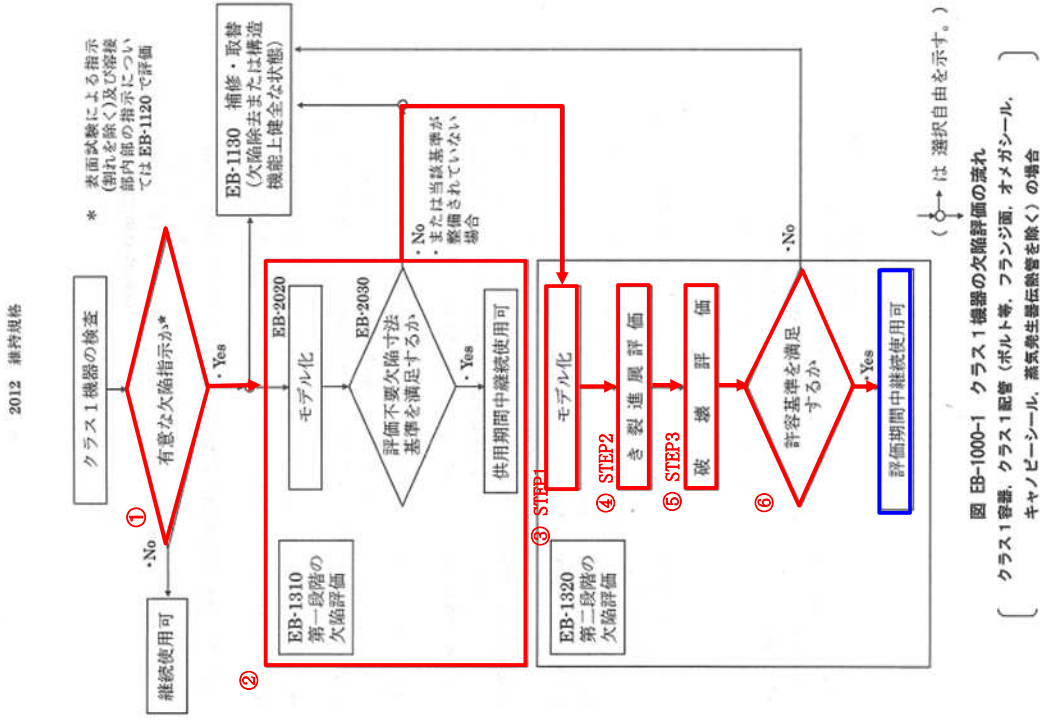 2012 維持規格
クラス1機器の検査
* 表面試験による指示
(割れを除く)及び溶接
部内部の指示につい
ては EB-1120 で評価
①
有意な欠陥指示か*
・No
継続使用可
・Yes
EB-1130 補修・取替
(欠陥除去または構造
機能上健全な状態)
②
EB-1310
第一段階の
欠陥評価
EB-2020
モデル化
EB-2030
評価不要欠陥寸法
基準を満足するか
・No
・または当該基準が
整備されていない
場合
・Yes
供用期間中継続使用可
EB-1320
第二段階の
欠陥評価
③ STEP1
モデル化
④ STEP2
き裂進展評価
⑤ STEP3
破壊評価
⑥
許容基準を満足
するか
・No
・Yes
評価期間中継続使用可
( は 選択自由を示す。)
図 EB-1000-1 クラス1機器の欠陥評価の流れ
クラス1容器、クラス1配管(ボルト等、フランジ面、オメガシール、
キャノピーシール、蒸気発生器伝熱管を除く)の場合